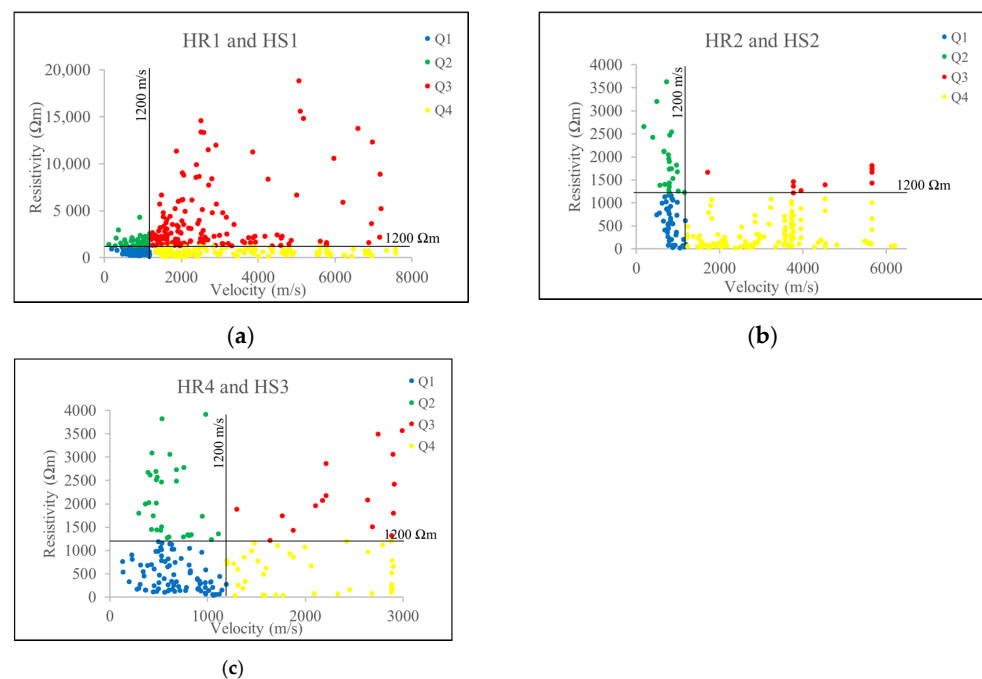 HR1 and HS1
Q1
Q2
Q3
Q4
1200 m/s
1200 Ωm
Resistivity (Ωm)
20,000
15,000
10,000
5 000
0
0
2000
4000
6000
8000
Velocity (m/s)
(a)
HR2 and HS2
Q1
Q2
Q3
Q4
1200 m/s
1200 Ωm
Resistivity (Ωm)
4000
3500
3000
2500
2000
1500
1000
500
0
0
2000
4000
6000
Velocity (m/s)
(b)
HR4 and HS3
Q1
Q2
Q3
Q4
1200 m/s
1200 Ωm
Resistivity (Ωm)
4000
3500
3000
2500
2000
1500
1000
500
0
0
1000
2000
3000
Velocity (m/s)
(c)